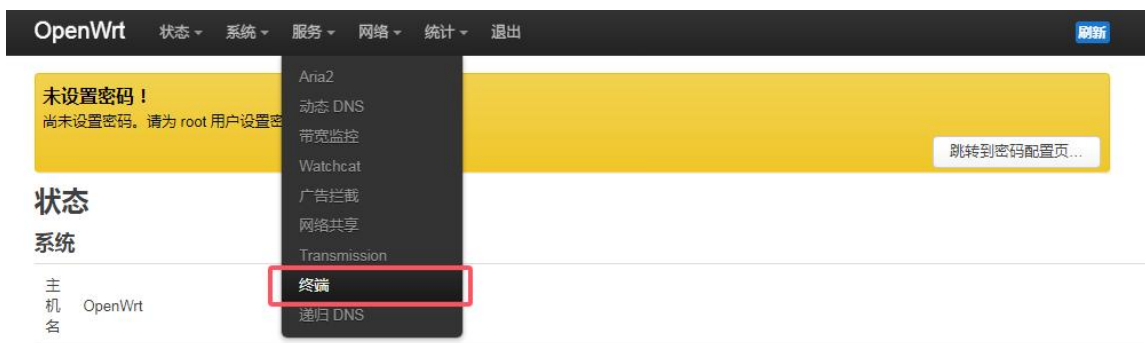 OpenWrt 状态 系统 服务 网络 统计 退出 刷新
未设置密码！
尚未设置密码。请为 root 用户设置密
跳转到密码配置页...
Aria2
动态 DNS
带宽监控
Watchcat
广告拦截
网络共享
Transmission
终端
递归 DNS
状态
系统
主机名 OpenWrt